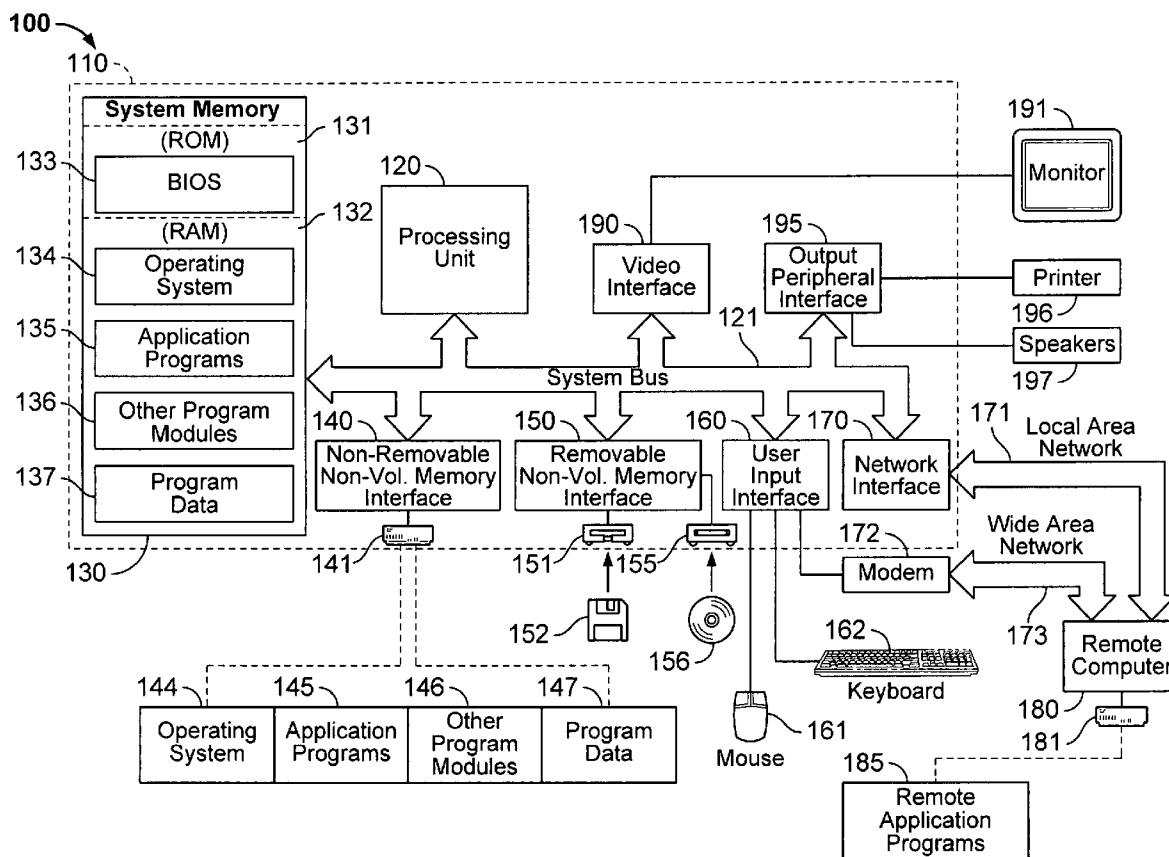 100
110
System Memory
(ROM)
131
133
BIOS
(RAM)
132
134
Operating
System
135
Application
Programs
136
Other Program
Modules
137
Program
Data
130
120
Processing
Unit
190
Video
Interface
195
Output
Peripheral
Interface
191
Monitor
Printer
196
Speakers
197
121
System Bus
140
Non-Removable
Non-Vol. Memory
Interface
150
Removable
Non-Vol. Memory
Interface
160
User
Input
Interface
170
Network
Interface
171
Local Area
Network
141
151
155
Wide Area
Network
172
Modem
173
152
156
162
Keyboard
161
Mouse
Remote
Computer
180
181
144
Operating
System
145
Application
Programs
146
Other
Program
Modules
147
Program
Data
185
Remote
Application
Programs